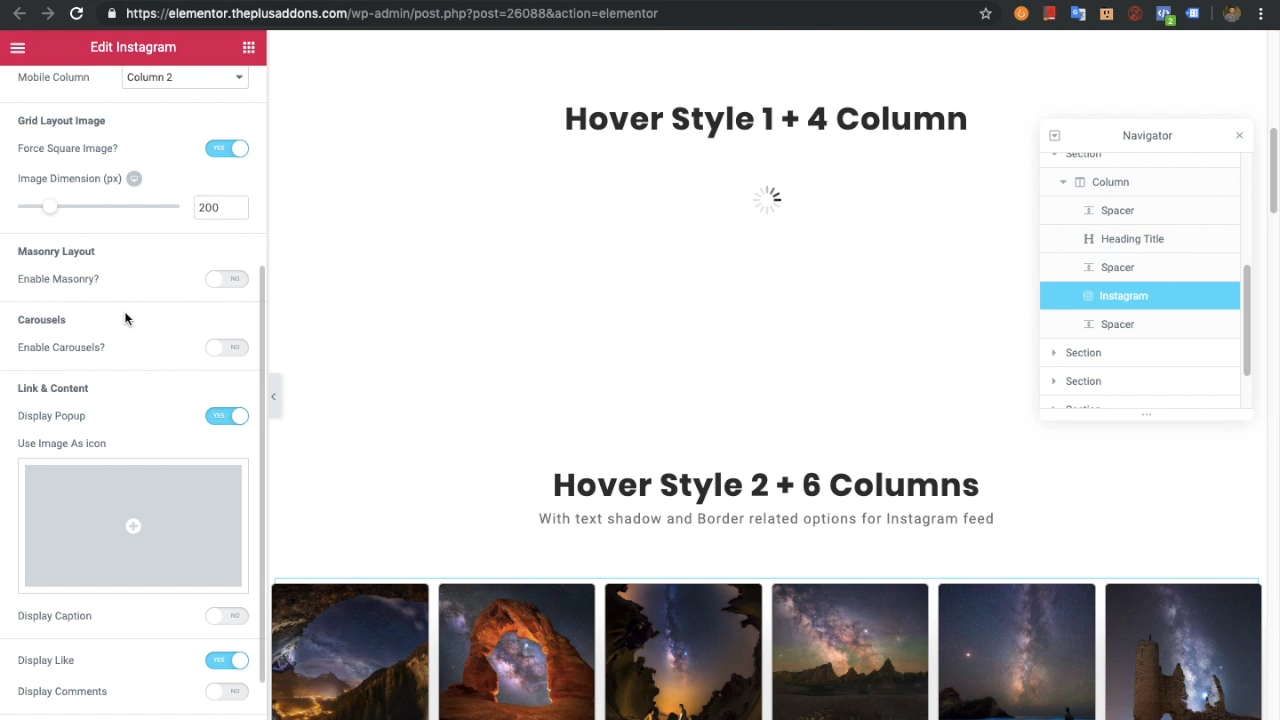 https://elementor.theplusaddons.com/wp-admin/post.php?post=26088&action=elementor
2
Edit Instagram
Mobile Column
Column 2
Grid Layout Image
Force Square Image?
YES
Image Dimension (px)
200
Masonry Layout
Enable Masonry?
NO
Carousels
Enable Carousels?
NO
Link & Content
Display Popup
YES
Use Image As icon
Display Caption
NO
Display Like
YES
Display Comments
NO
Hover Style 1 + 4 Column
Hover Style 2 + 6 Columns
With text shadow and Border related options for Instagram feed
Navigator
Section
Column
Spacer
Heading Title
Spacer
Instagram
Spacer
Section
Section
Section